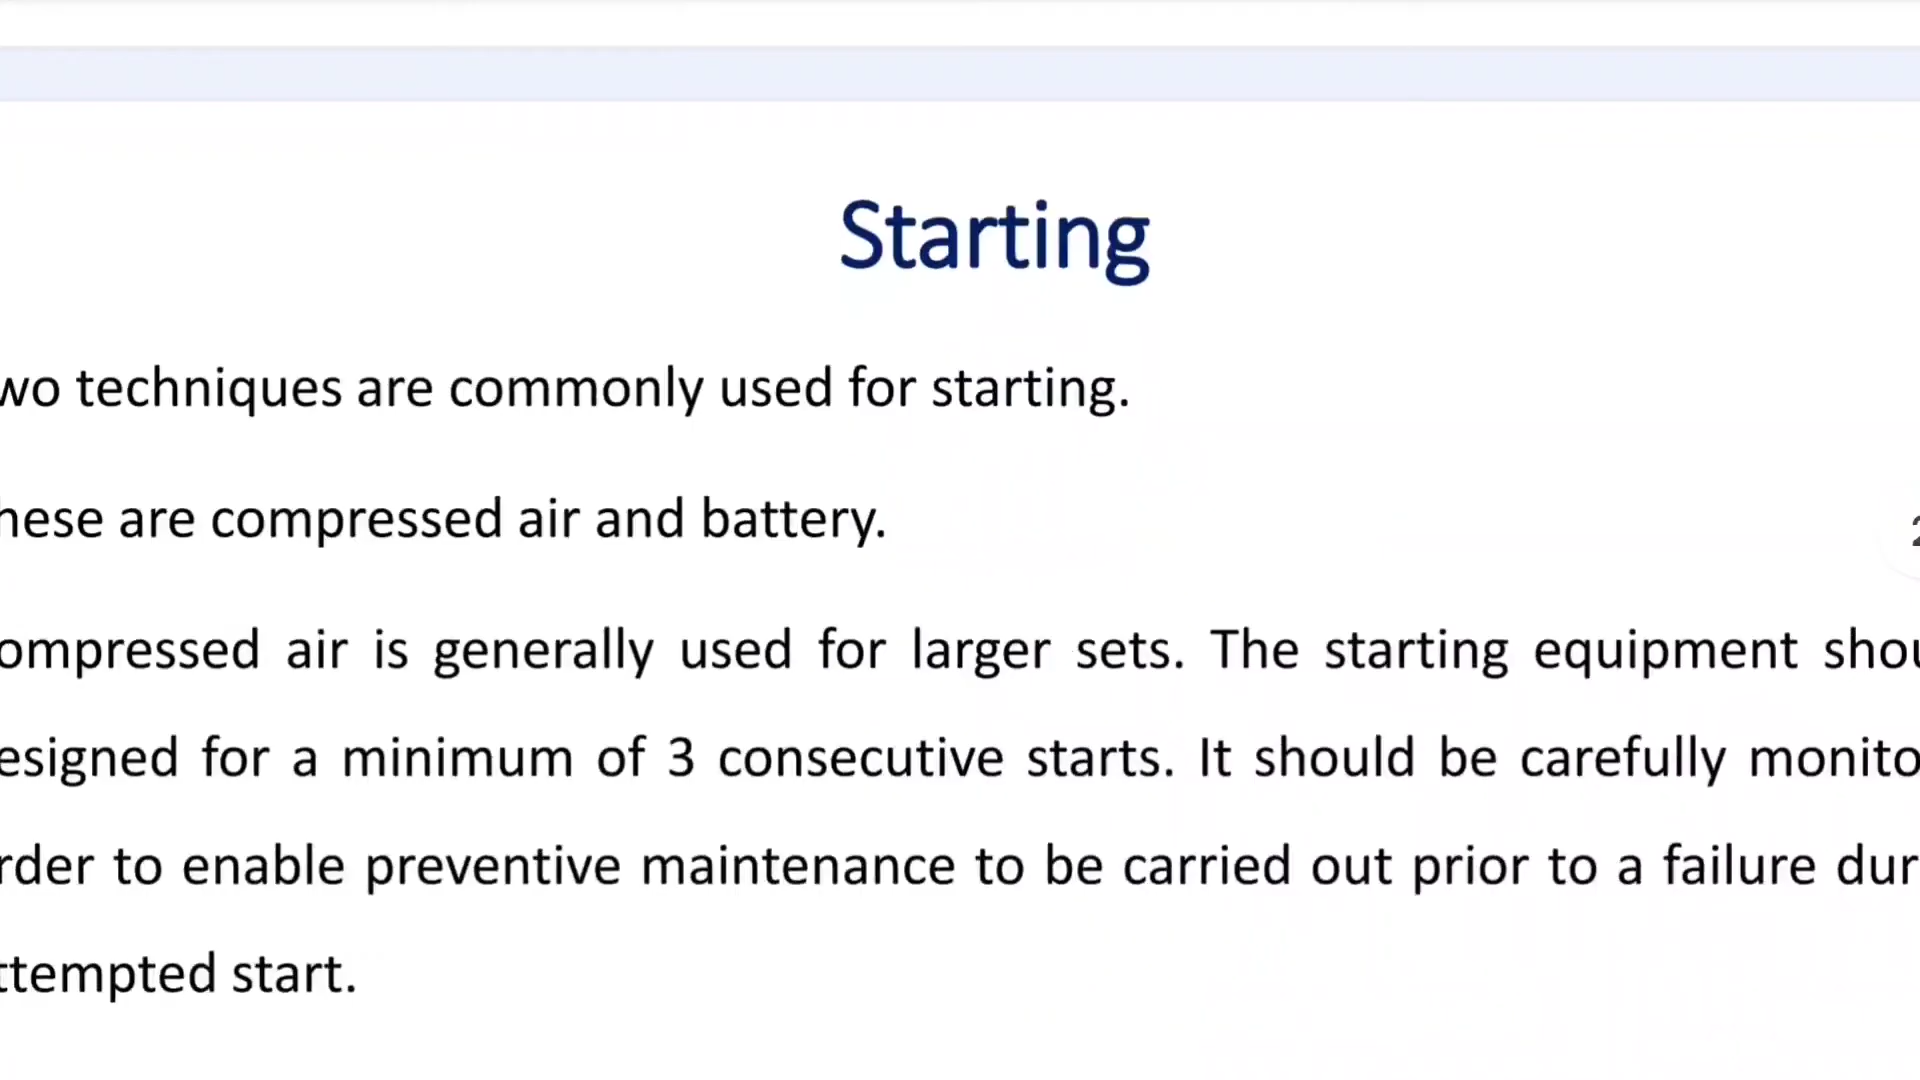 Starting
wo techniques are commonly used for starting.
hese are compressed air and battery.
ompressed air is generally used for larger sets. The starting equipment shou
esigned for a minimum of 3 consecutive starts. It should be carefully monito
rder to enable preventive maintenance to be carried out prior to a failure dur
ttempted start.